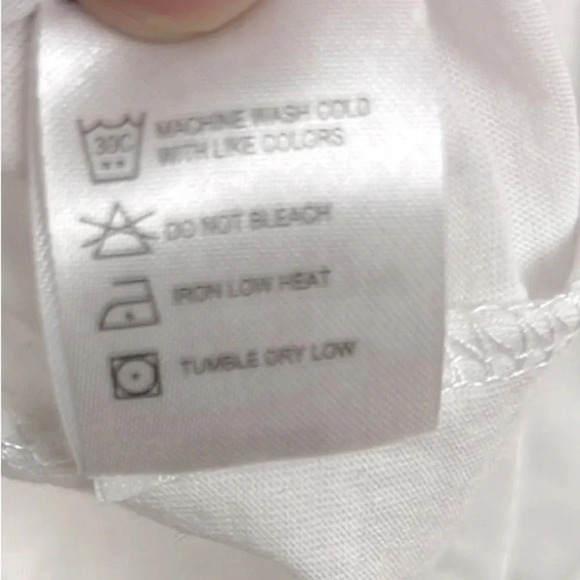 30C
MACHINE WASH COLD
WITH LIKE COLORS
DO NOT BLEACH
IRON LOW HEAT
TUMBLE DRY LOW